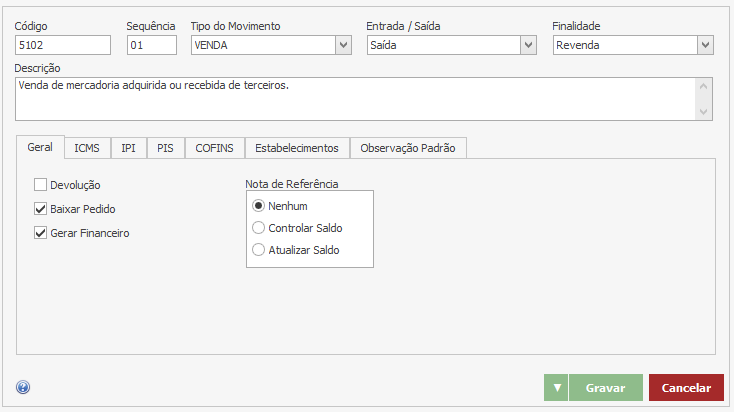 Código Sequência Tipo do Movimento Entrada / Saída Finalidade
5102 01 VENDA Saída Revenda
Descrição
Venda de mercadoria adquirida ou recebida de terceiros.
Geral ICMS IPI PIS COFINS Estabelecimentos Observação Padrão
Devolução
Baixar Pedido
Gerar Financeiro
Nota de Referência
Nenhum
Controlar Saldo
Atualizar Saldo
? ▼ Gravar Cancelar